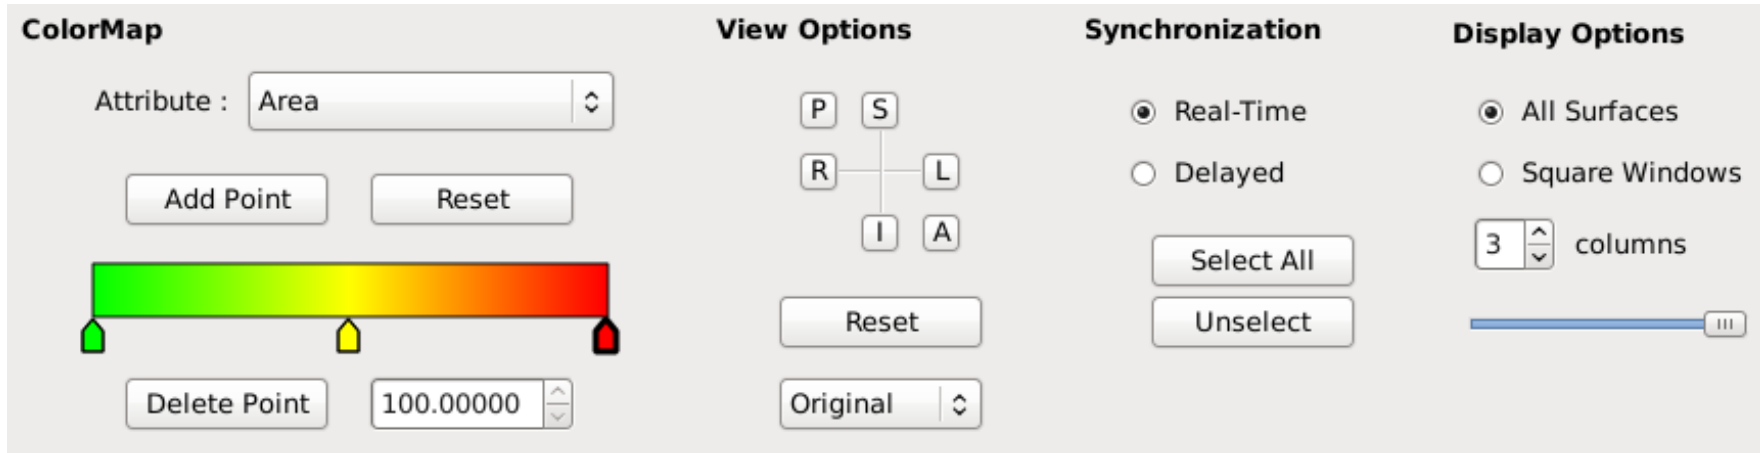 ColorMap
Attribute :
Area
Add Point
Reset
Delete Point
100.00000
View Options
P
S
R
L
I
A
Reset
Original
Synchronization
Real-Time
Delayed
Select All
Unselect
Display Options
All Surfaces
Square Windows
3
columns